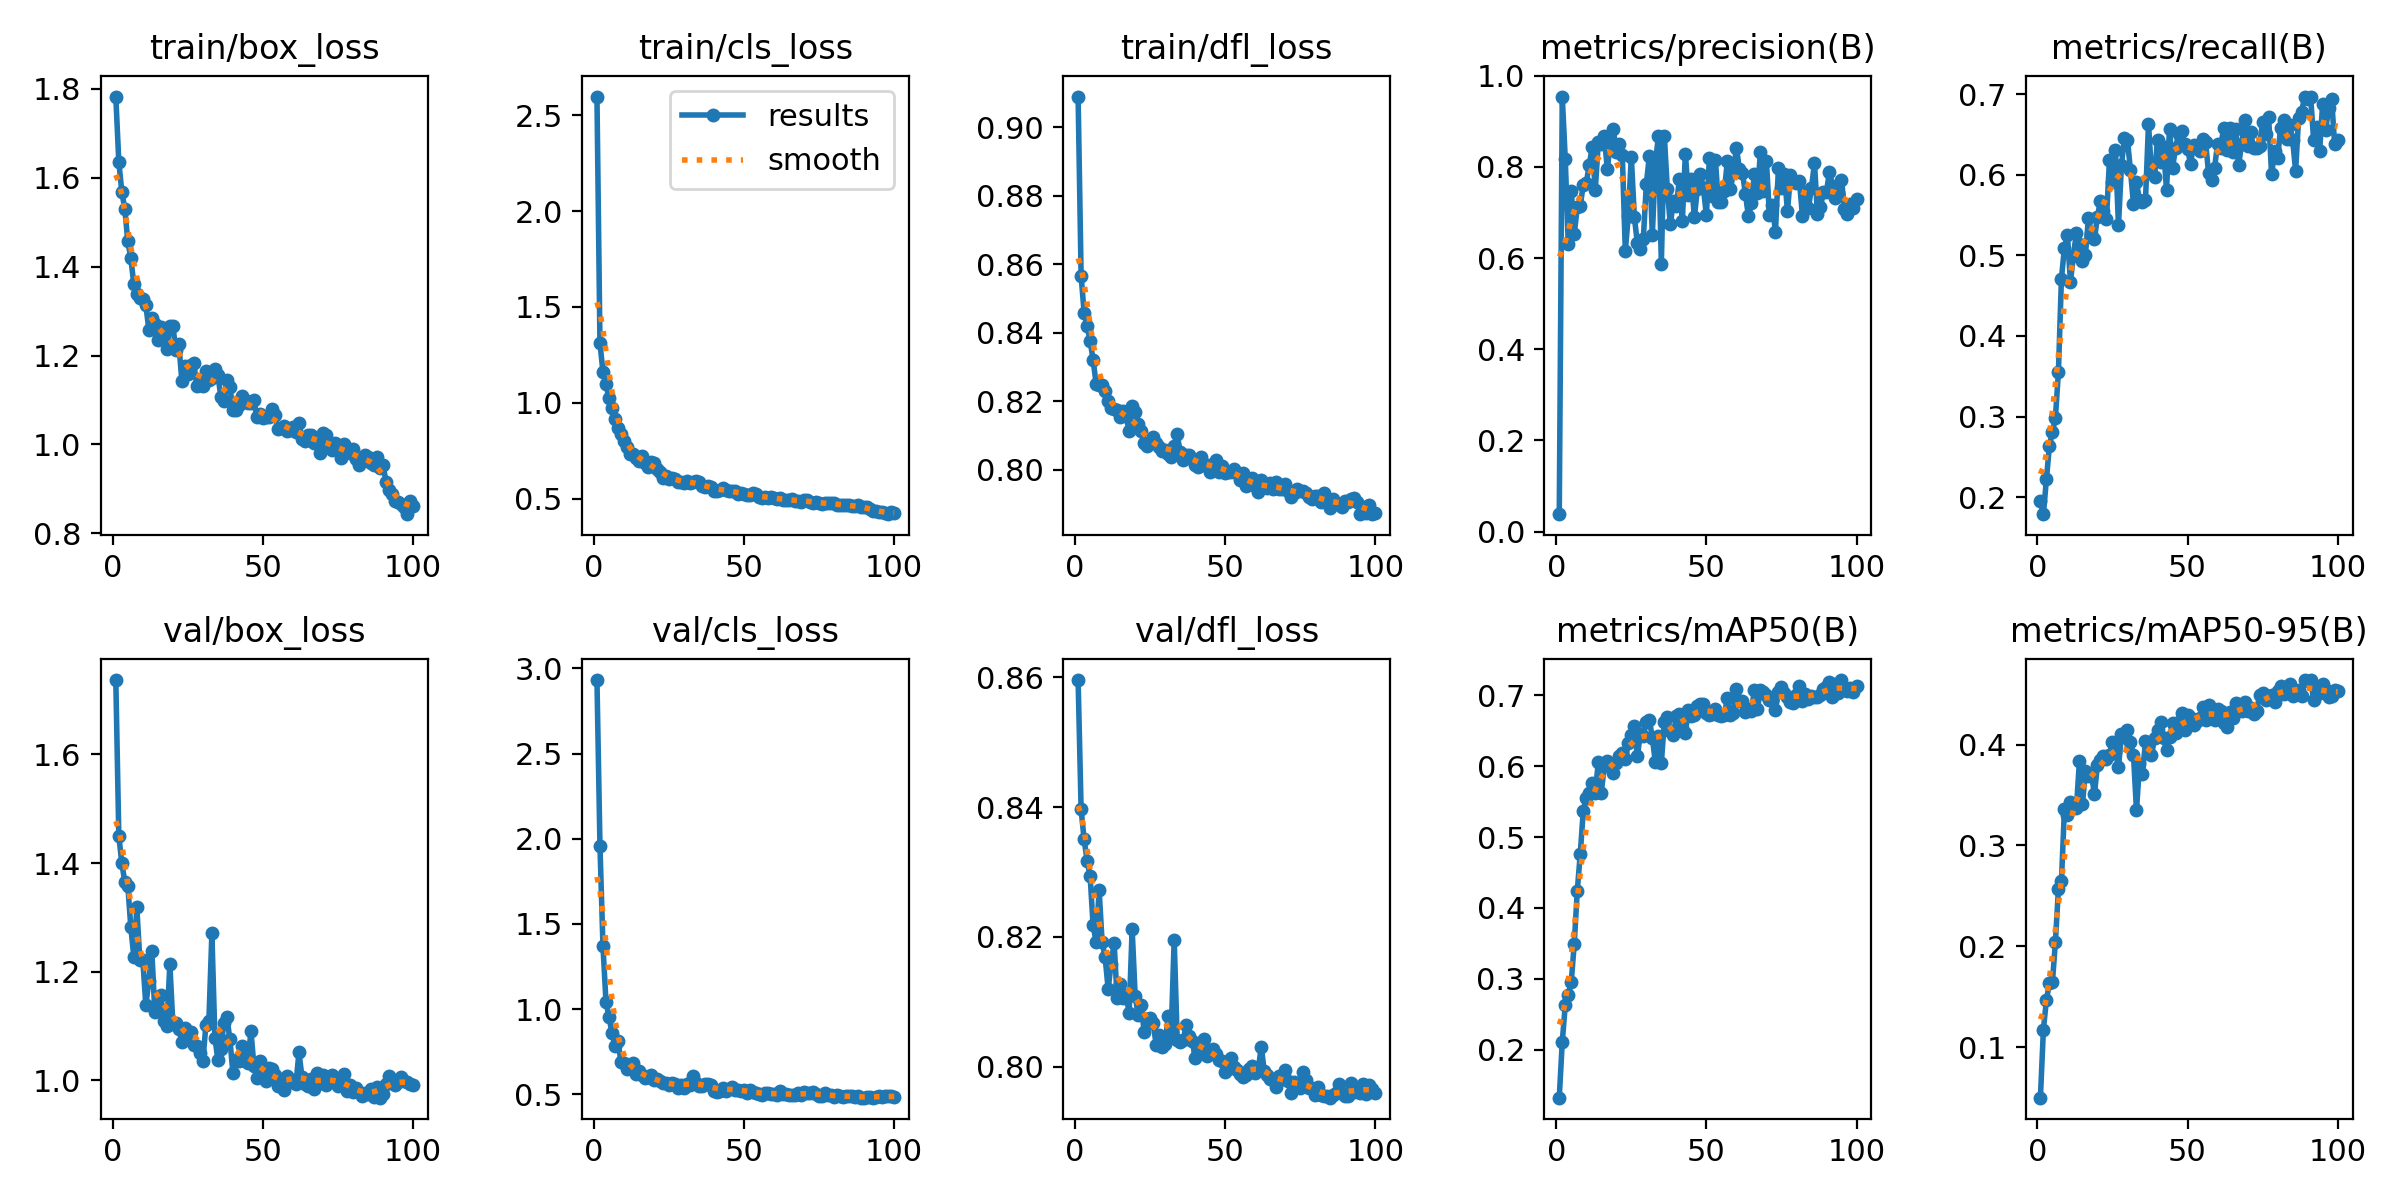 train/box_loss
1.8
1.6
1.4
1.2
1.0
0.8
0 50 100
train/cls_loss
results
smooth
2.5
2.0
1.5
1.0
0.5
0 50 100
train/dfl_loss
0.90
0.88
0.86
0.84
0.82
0.80
0 50 100
metrics/precision(B)
1.0
0.8
0.6
0.4
0.2
0.0
0 50 100
metrics/recall(B)
0.7
0.6
0.5
0.4
0.3
0.2
0 50 100
val/box_loss
1.6
1.4
1.2
1.0
0 50 100
val/cls_loss
3.0
2.5
2.0
1.5
1.0
0.5
0 50 100
val/dfl_loss
0.86
0.84
0.82
0.80
0 50 100
metrics/mAP50(B)
0.7
0.6
0.5
0.4
0.3
0.2
0 50 100
metrics/mAP50-95(B)
0.4
0.3
0.2
0.1
0 50 100